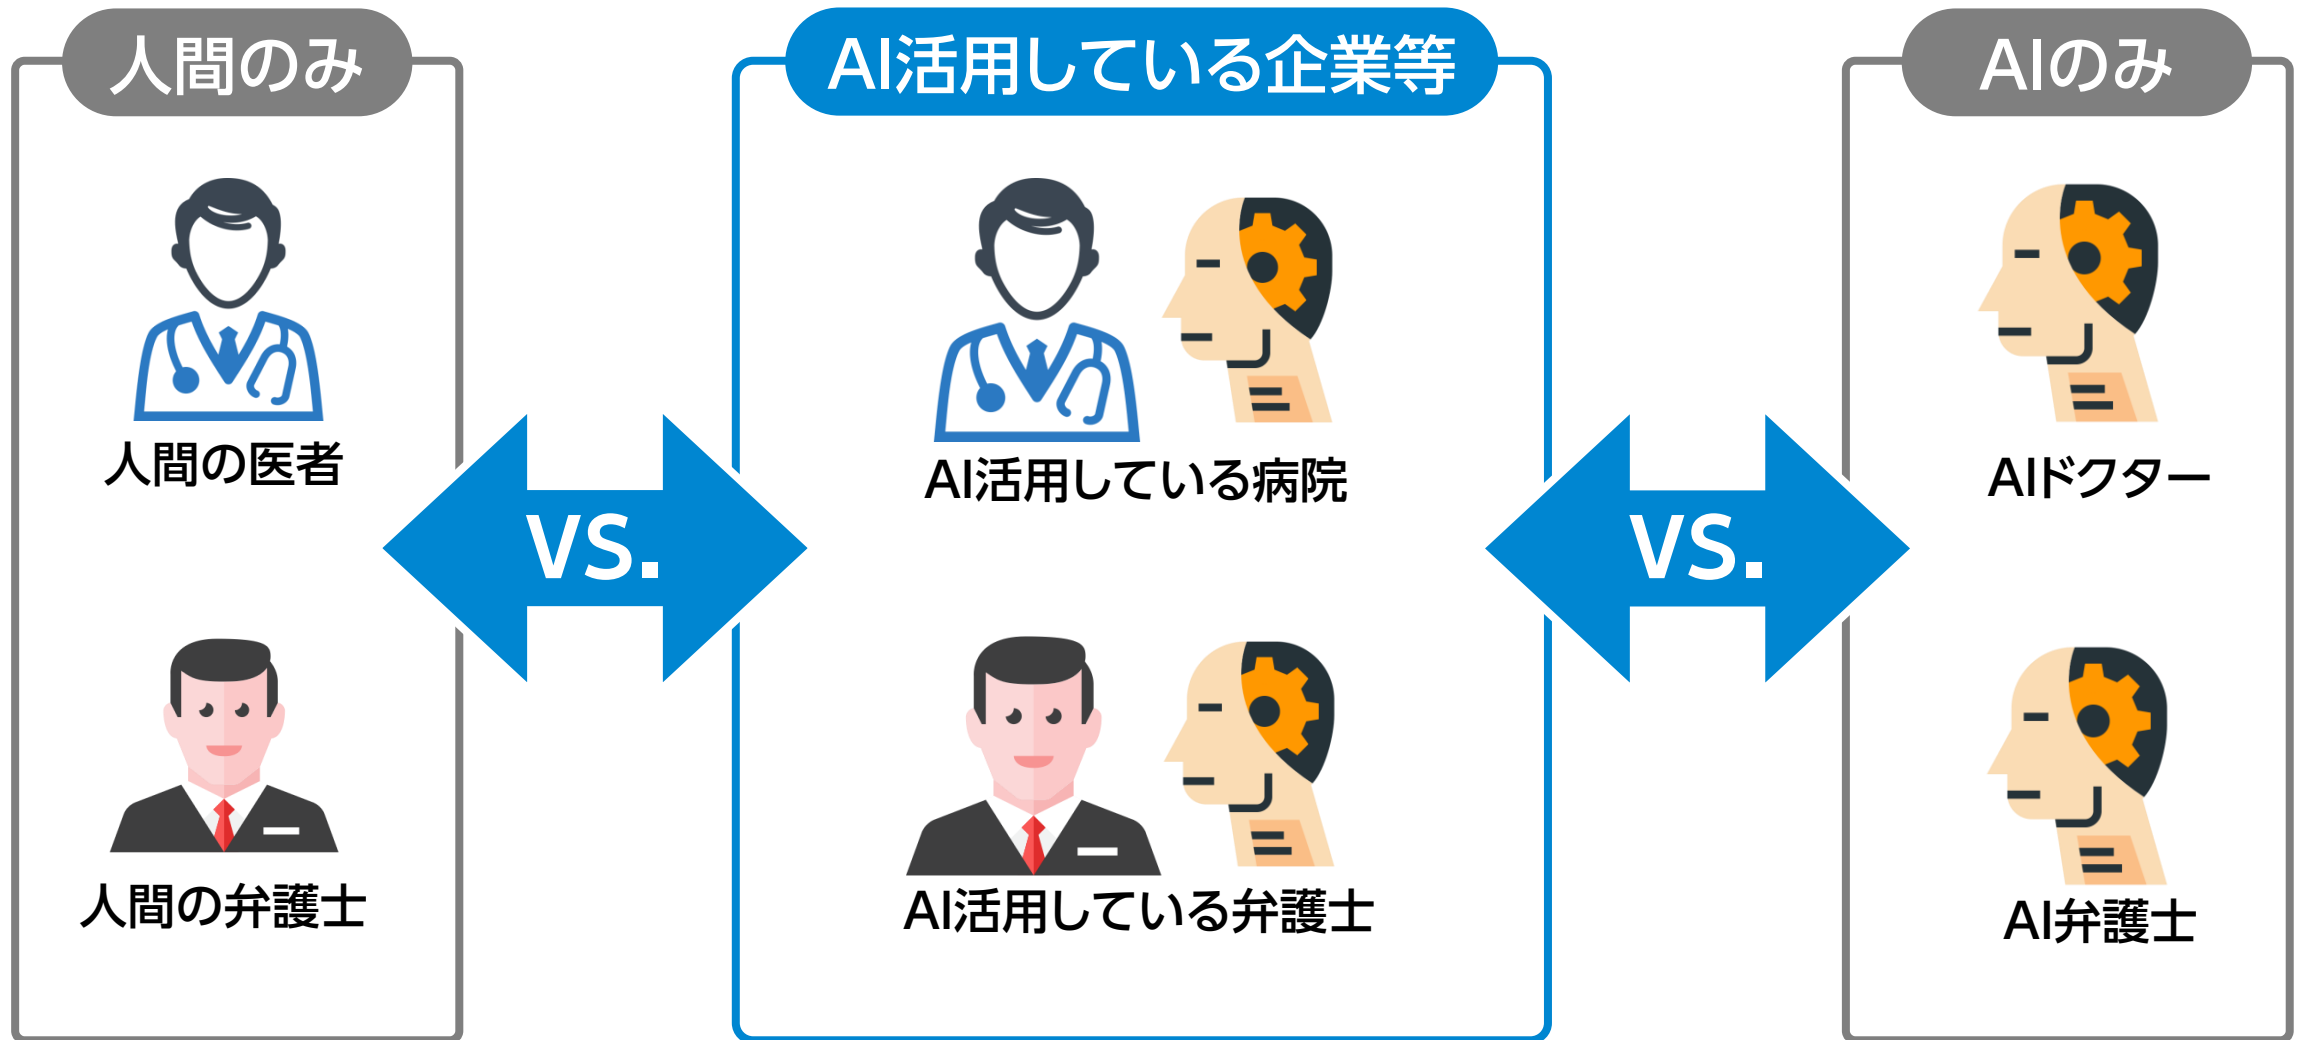 人間のみ
人間の医者
人間の弁護士
VS.
AI活用している企業等
AI活用している病院
AI活用している弁護士
VS.
AIのみ
AIドクター
AI弁護士